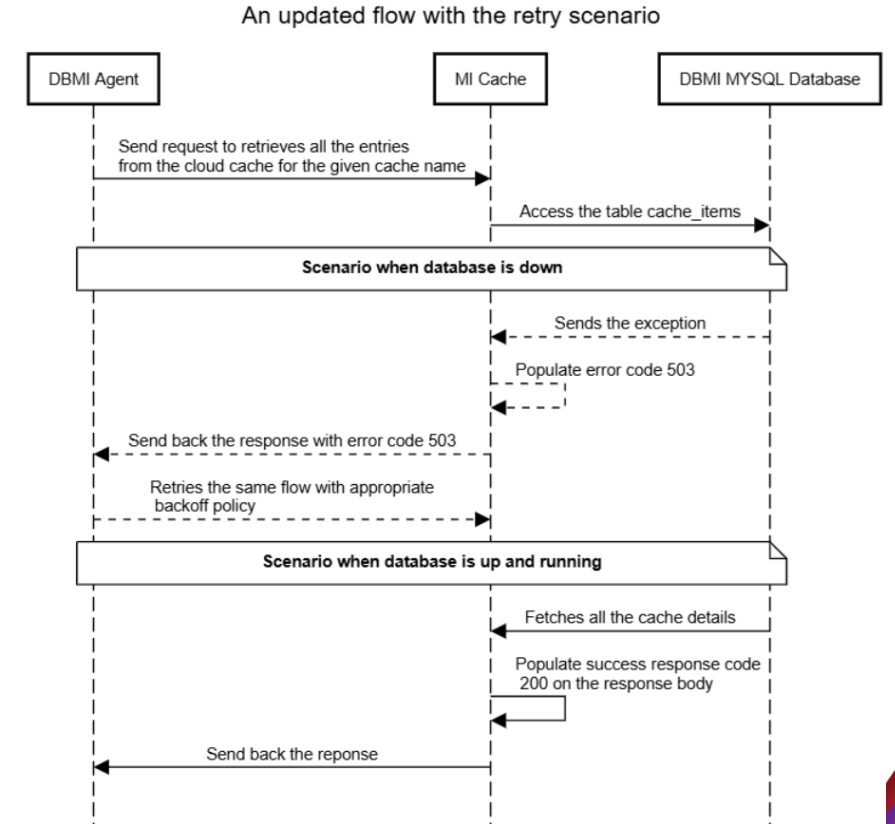 An updated flow with the retry scenario
DBMI Agent
MI Cache
DBMI MYSQL Database
Send request to retrieves all the entries
from the cloud cache for the given cache name
Access the table cache_items
Scenario when database is down
Sends the exception
Populate error code 503
Send back the response with error code 503
Retries the same flow with appropriate
backoff policy
Scenario when database is up and running
Fetches all the cache details
Populate success response code
200 on the response body
Send back the reponse